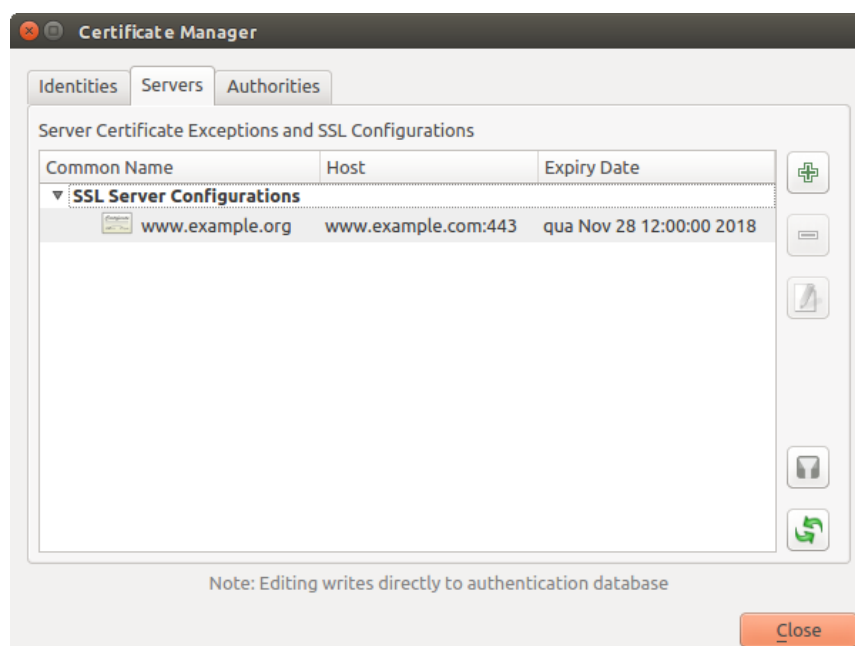 Certificate Manager
Identities Servers Authorities
Server Certificate Exceptions and SSL Configurations
Common Name Host Expiry Date
SSL Server Configurations
www.example.org www.example.com:443 qua Nov 28 12:00:00 2018
Note: Editing writes directly to authentication database
Close